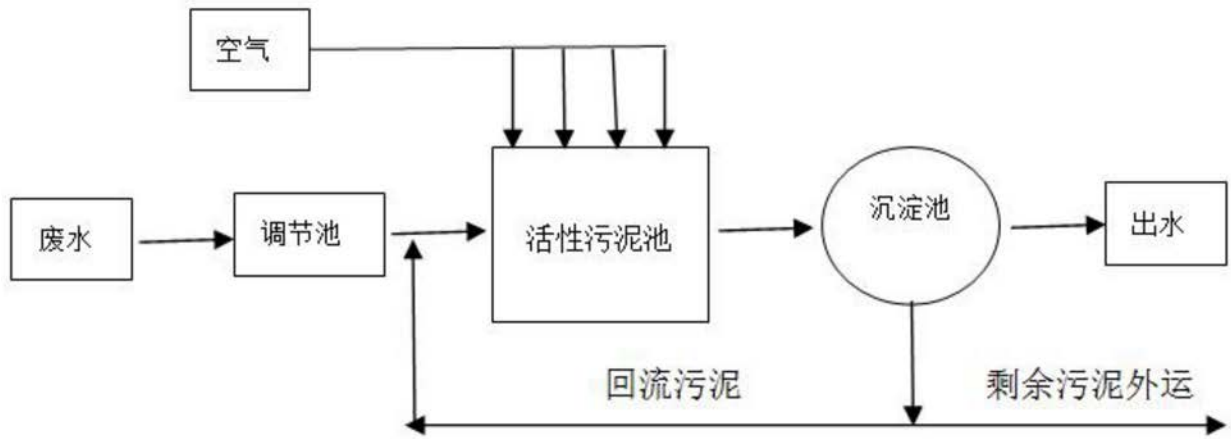 空气
废水
调节池
活性污泥池
沉淀池
出水
回流污泥
剩余污泥外运